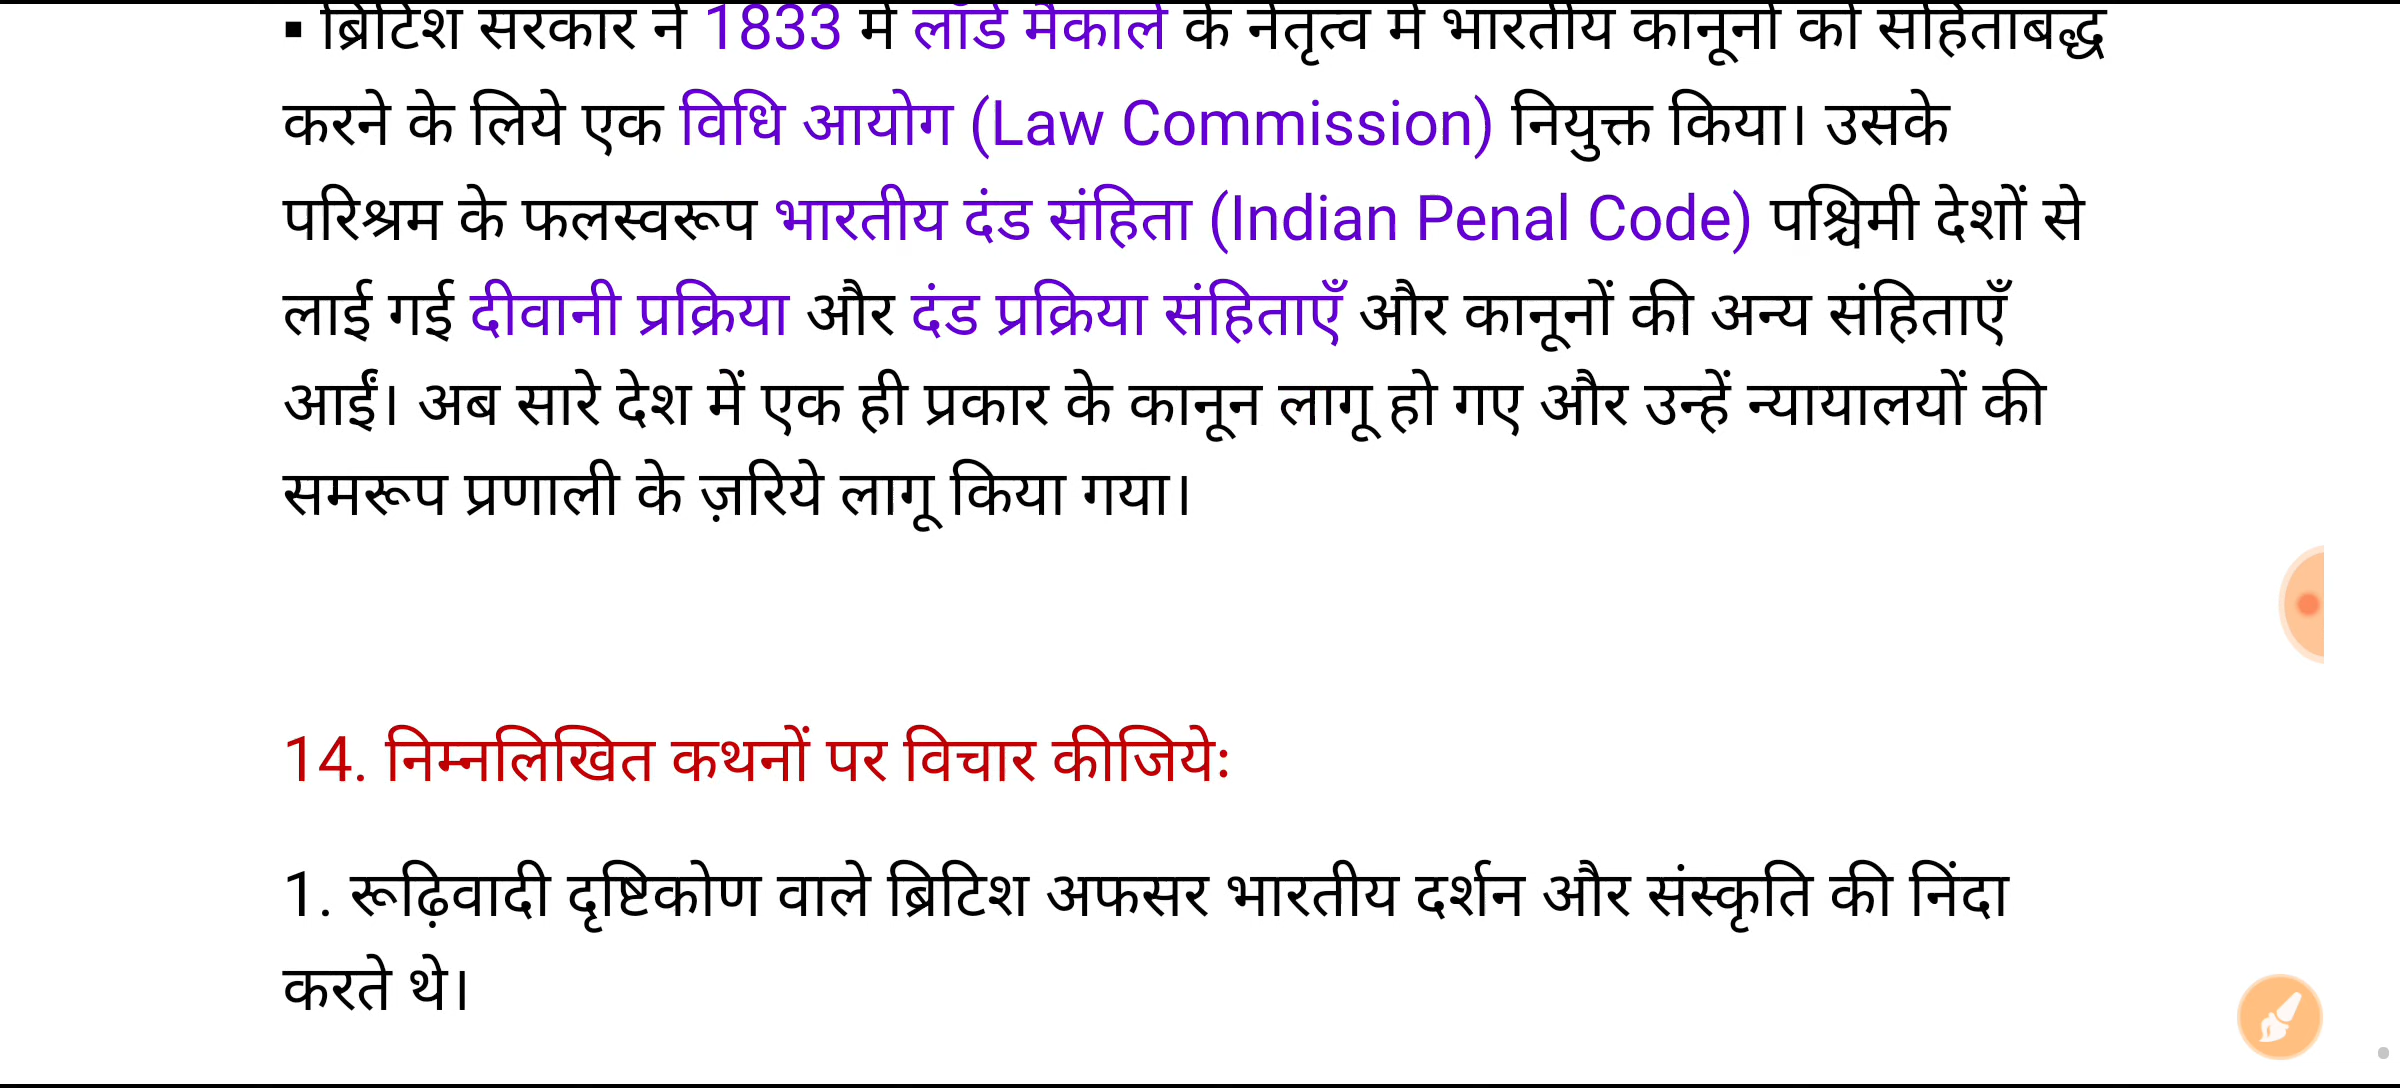 ▪ ब्रिटिश सरकार ने 1833 में लॉर्ड मैकाले के नेतृत्व में भारतीय कानूनों को संहिताबद्ध
करने के लिये एक विधि आयोग (Law Commission) नियुक्त किया। उसके
परिश्रम के फलस्वरूप भारतीय दंड संहिता (Indian Penal Code) पश्चिमी देशों से
लाई गई दीवानी प्रक्रिया और दंड प्रक्रिया संहिताएँ और कानूनों की अन्य संहिताएँ
आईं। अब सारे देश में एक ही प्रकार के कानून लागू हो गए और उन्हें न्यायालयों की
समरूप प्रणाली के ज़रिये लागू किया गया।
14. निम्नलिखित कथनों पर विचार कीजियेः
1. रूढ़िवादी दृष्टिकोण वाले ब्रिटिश अफसर भारतीय दर्शन और संस्कृति की निंदा
करते थे।